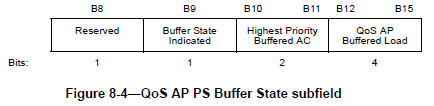 B8 B9 B10 B11 B12 B15
Reserved
Buffer State
Indicated
Highest Priority
Buffered AC
QoS AP
Buffered Load
Bits: 1 1 2 4
Figure 8-4—QoS AP PS Buffer State subfield